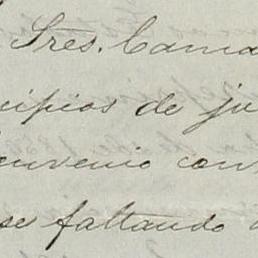 Sres. Cama
cipios de ju
convenio con
se faltando